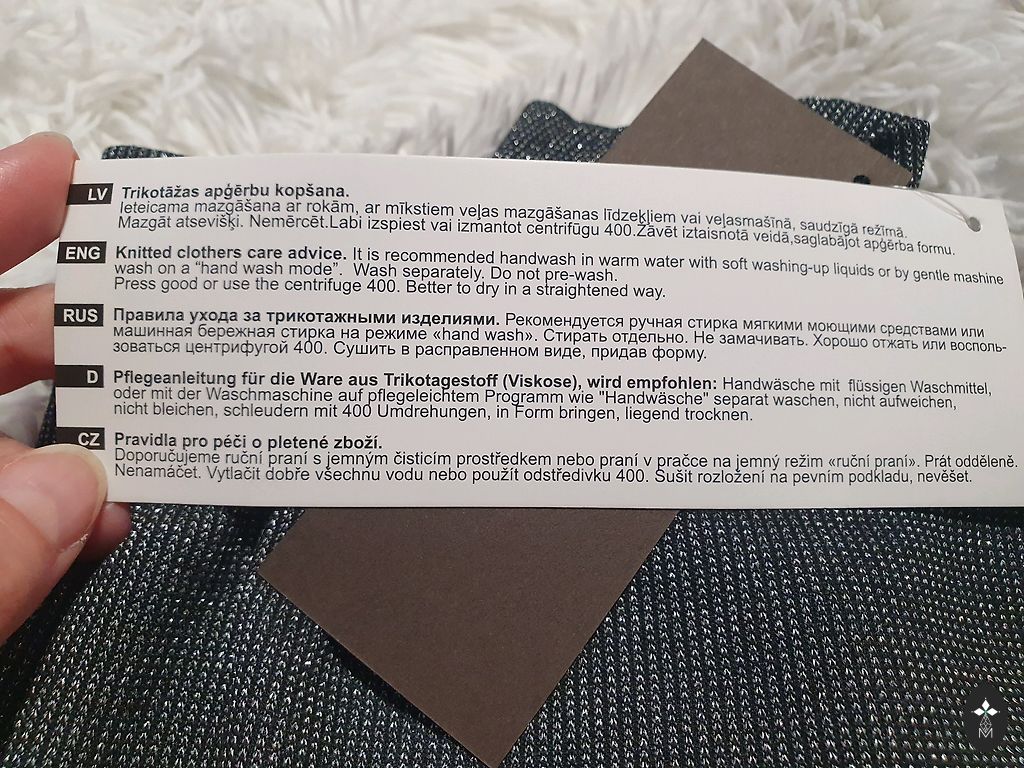 LV Trikotāžas apģērbu kopšana.
Ieteicama mazgāšana ar rokām, ar mīkstiem veļas mazgāšanas līdzekļiem vai veļasmašīnā, saudzīgā režīmā.
Mazgāt atsevišķi. Nemērcēt.Labi izspiest vai izmantot centrifūgu 400.Žāvēt iztaisnotā veidā,saglabājot apģērba formu.
ENG Knitted clothers care advice. It is recommended handwash in warm water with soft washing-up liquids or by gentle mashine
wash on a "hand wash mode". Wash separately. Do not pre-wash.
Press good or use the centrifuge 400. Better to dry in a straightened way.
RUS Правила ухода за трикотажными изделиями. Рекомендуется ручная стирка мягкими моющими средствами или
машинная бережная стирка на режиме «hand wash». Стирать отдельно. Не замачивать. Хорошо отжать или восполь-
зоваться центрифугой 400. Сушить в расправленном виде, придав форму.
D Pflegeanleitung für die Ware aus Trikotagestoff (Viskose), wird empfohlen: Handwäsche mit flüssigen Waschmittel,
oder mit der Waschmaschine auf pflegeleichtem Programm wie "Handwäsche" separat waschen, nicht aufweichen,
nicht bleichen, schleudern mit 400 Umdrehungen, in Form bringen, liegend trocknen.
CZ Pravidla pro péči o pletené zboží.
Doporučujeme ruční praní s jemným čisticím prostředkem nebo praní v pračce na jemný režim «ruční praní». Prát odděleně.
Nenamáčet. Vytlačit dobře všechnu vodu nebo použít odstředivku 400. Sušit rozložení na pevním podkladu, nevěšet.